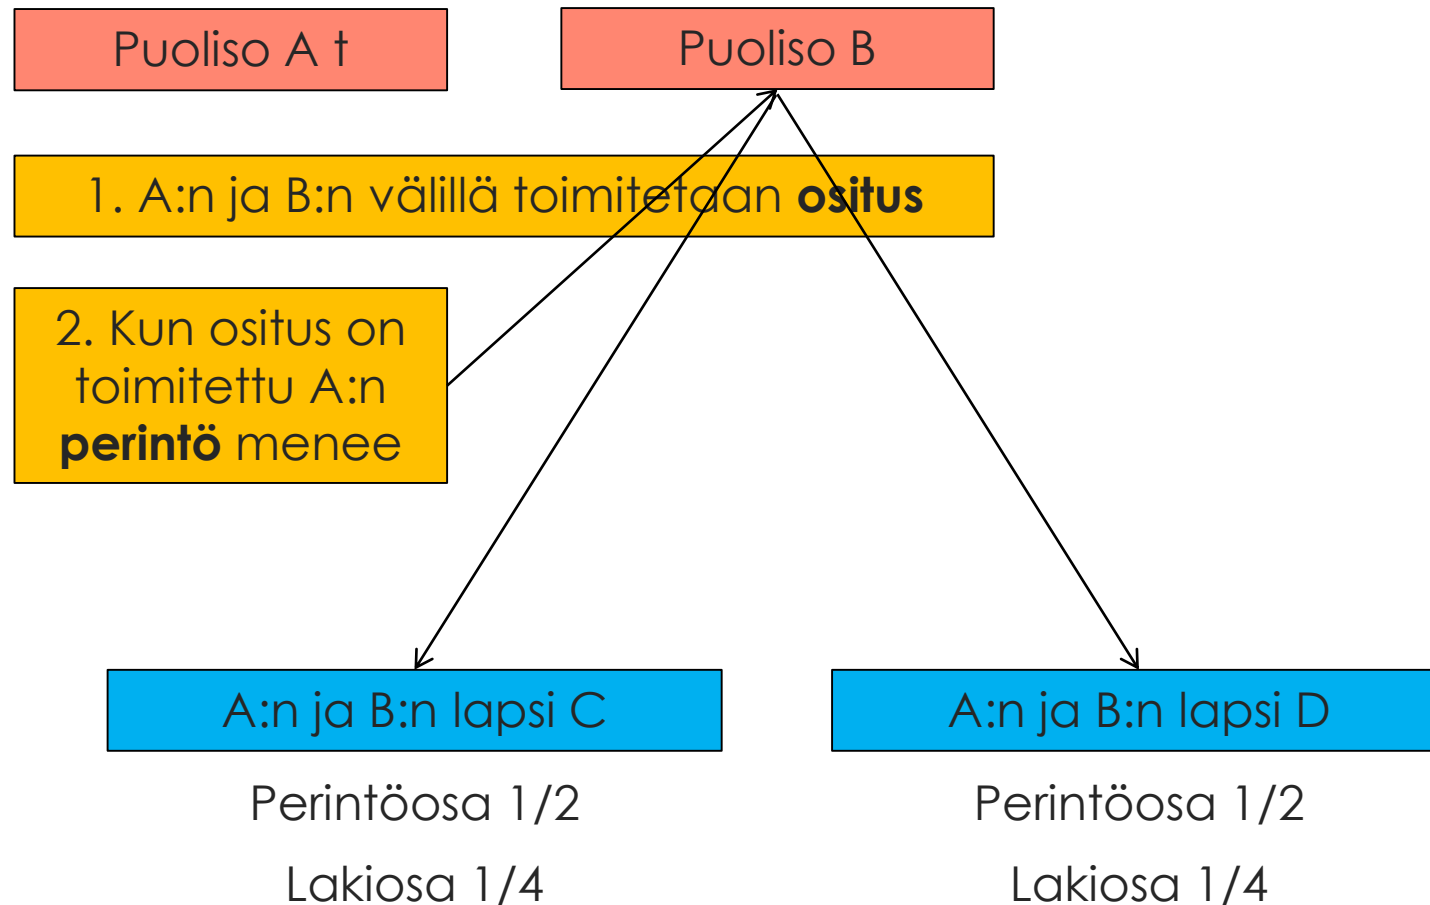 Puoliso A t
Puoliso B
1. A:n ja B:n välillä toimitetaan ositus
2. Kun ositus on
toimitettu A:n
perintö menee
A:n ja B:n lapsi C
A:n ja B:n lapsi D
Perintöosa 1/2
Perintöosa 1/2
Lakiosa 1/4
Lakiosa 1/4